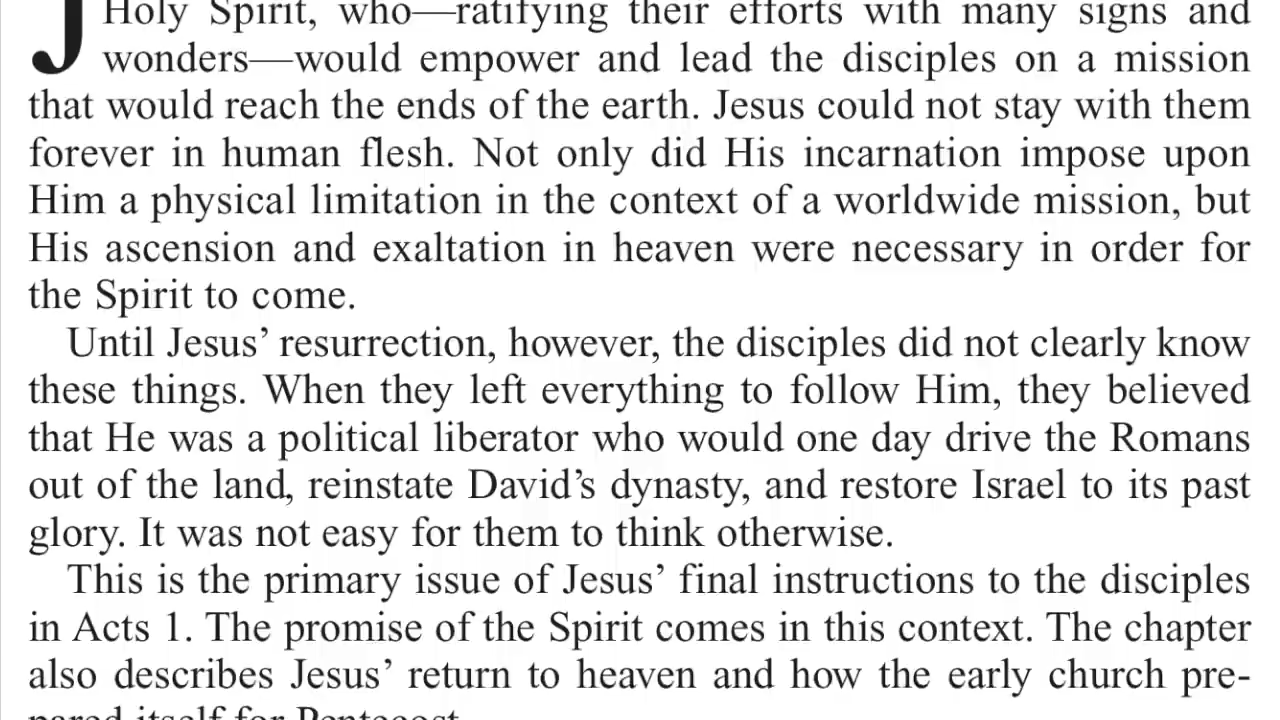 J Holy Spirit, who—ratifying their efforts with many signs and
wonders—would empower and lead the disciples on a mission
that would reach the ends of the earth. Jesus could not stay with them
forever in human flesh. Not only did His incarnation impose upon
Him a physical limitation in the context of a worldwide mission, but
His ascension and exaltation in heaven were necessary in order for
the Spirit to come.
Until Jesus’ resurrection, however, the disciples did not clearly know
these things. When they left everything to follow Him, they believed
that He was a political liberator who would one day drive the Romans
out of the land, reinstate David’s dynasty, and restore Israel to its past
glory. It was not easy for them to think otherwise.
This is the primary issue of Jesus’ final instructions to the disciples
in Acts 1. The promise of the Spirit comes in this context. The chapter
also describes Jesus’ return to heaven and how the early church pre-
pared itself for Pentecost.